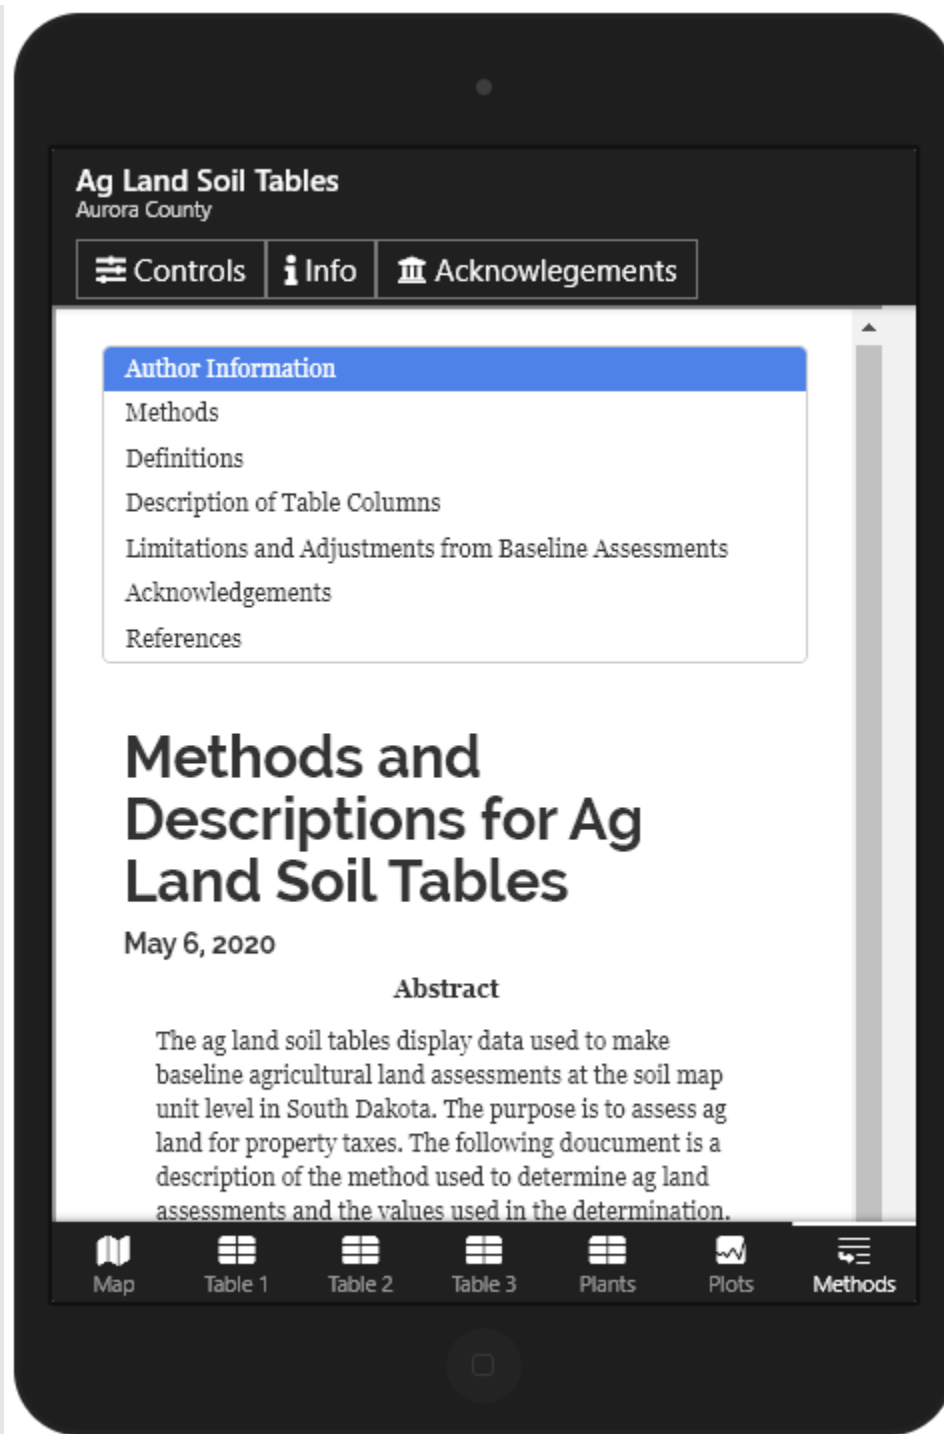 Ag Land Soil Tables
Aurora County
Controls
Info
Acknowlegements
Author Information
Methods
Definitions
Description of Table Columns
Limitations and Adjustments from Baseline Assessments
Acknowledgements
References
Methods and
Descriptions for Ag
Land Soil Tables
May 6, 2020
Abstract
The ag land soil tables display data used to make
baseline agricultural land assessments at the soil map
unit level in South Dakota. The purpose is to assess ag
land for property taxes. The following doucument is a
description of the method used to determine ag land
assessments and the values used in the determination.
Map
Table 1
Table 2
Table 3
Plants
Plots
Methods